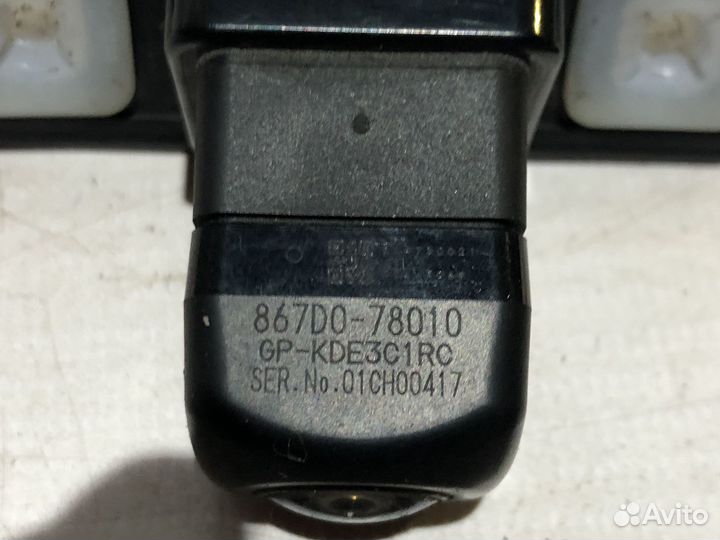 867D0-78010
GP-KDE3C1RC
SER.No.01CH00417
Avito